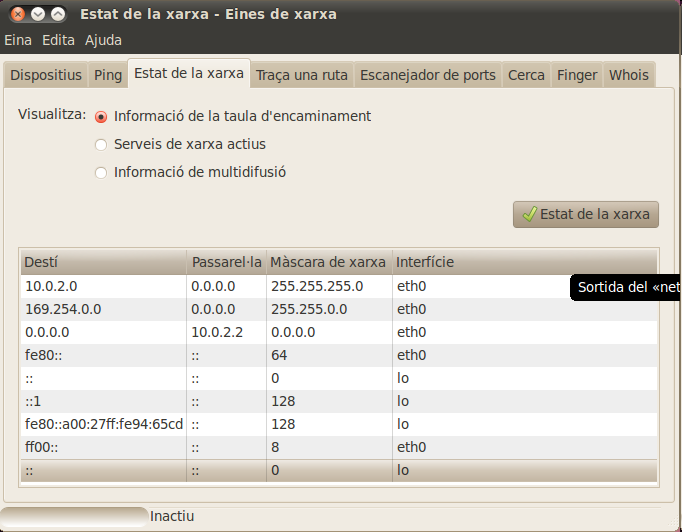 Estat de la xarxa - Eines de xarxa
Eina Edita Ajuda
Dispositius Ping Estat de la xarxa Traça una ruta Escanejador de ports Cerca Finger Whois
Visualitza: Informació de la taula d'encaminament
Serveis de xarxa actius
Informació de multidifusió
Estat de la xarxa
Destí Passarel·la Màscara de xarxa Interfície
10.0.2.0 0.0.0.0 255.255.255.0 eth0
Sortida del «net
169.254.0.0 0.0.0.0 255.255.0.0 eth0
0.0.0.0 10.0.2.2 0.0.0.0 eth0
fe80:: :: 64 eth0
:: :: 0 lo
::1 :: 128 lo
fe80::a00:27ff:fe94:65cd :: 128 lo
ff00:: :: 8 eth0
:: :: 0 lo
Inactiu